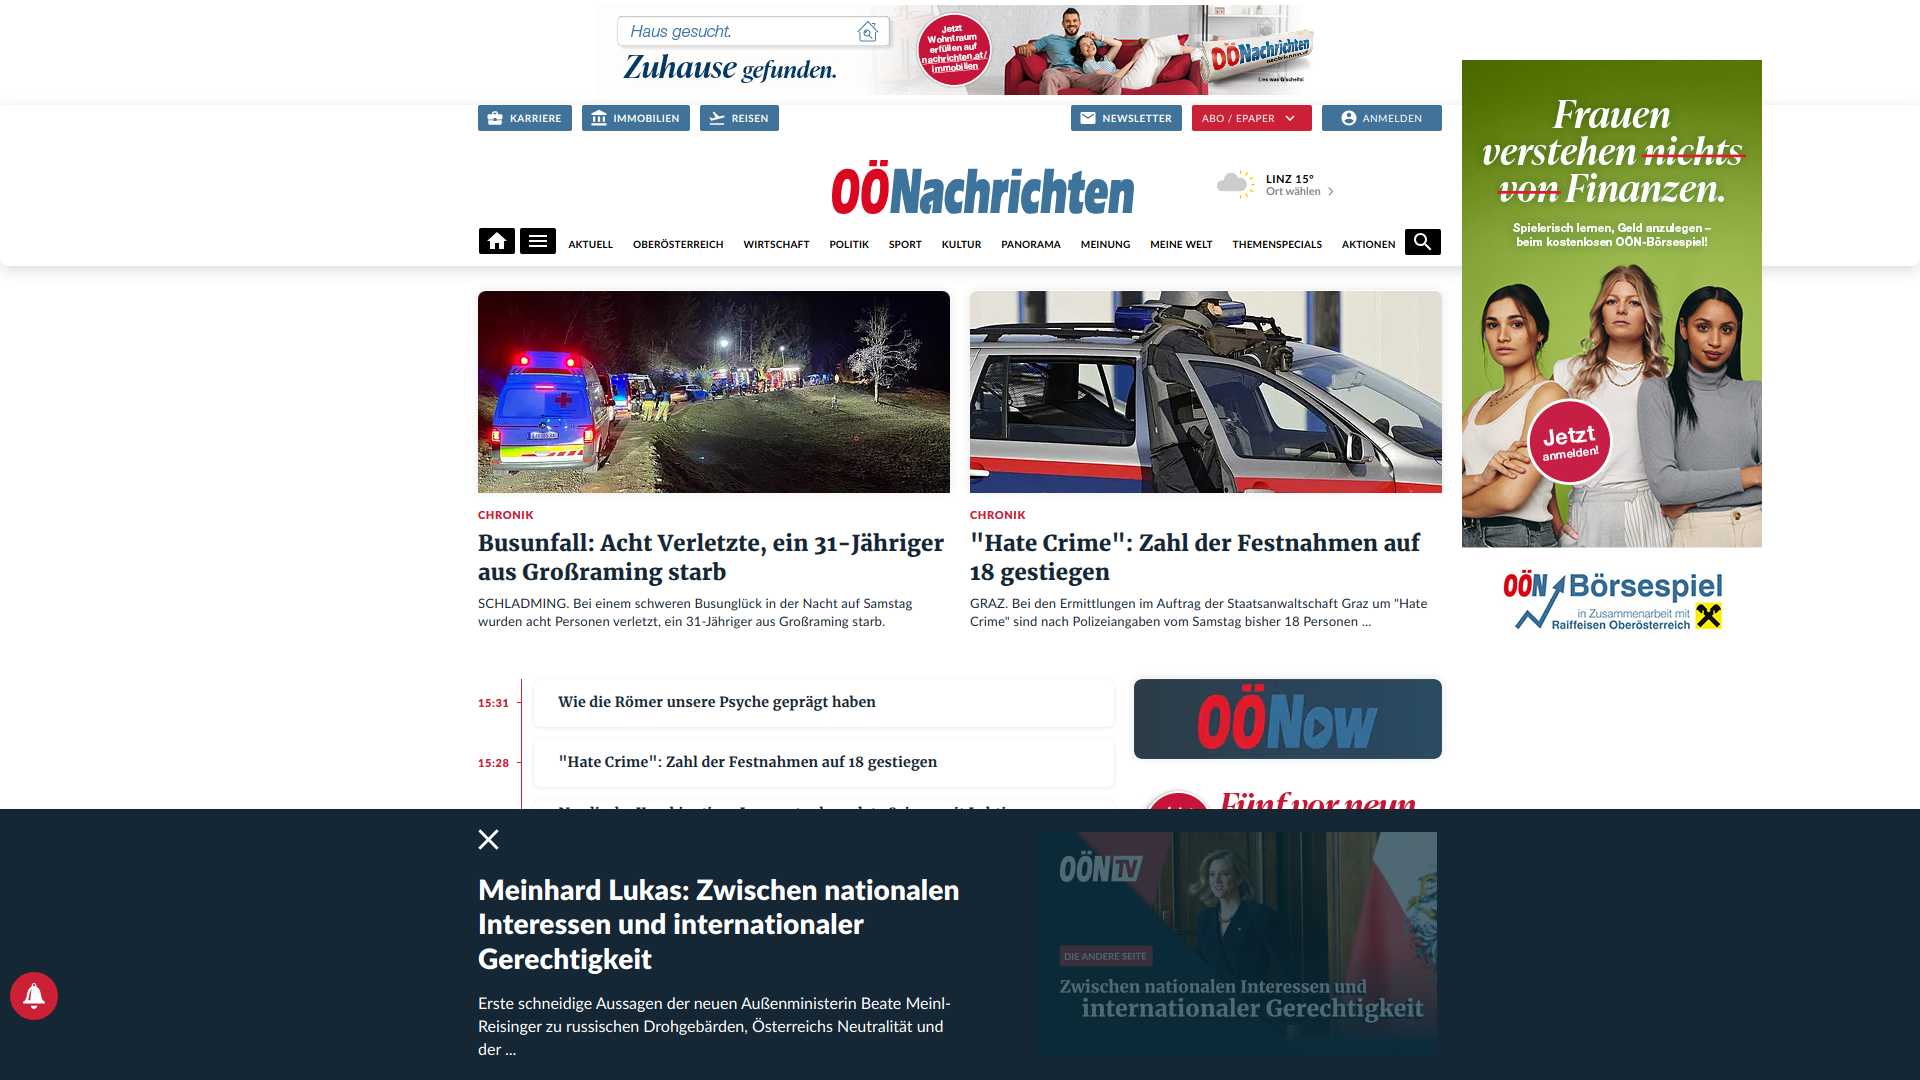 Haus gesucht.
Zuhause gefunden.
Jetzt
Wohntraum
erfüllen auf
nachrichten.at/
immobilien
OÖNachrichten
Lies was G'scheits!
KARRIERE
IMMOBILIEN
REISEN
NEWSLETTER
ABO / EPAPER
ANMELDEN
OÖNachrichten
LINZ 15°
Ort wählen
AKTUELL
OBERÖSTERREICH
WIRTSCHAFT
POLITIK
SPORT
KULTUR
PANORAMA
MEINUNG
MEINE WELT
THEMENSPECIALS
AKTIONEN
Frauen
verstehen nichts
von Finanzen.
Spielerisch lernen, Geld anzulegen –
beim kostenlosen OÖN-Börsespiel!
Jetzt
anmelden!
OÖN Börsespiel
in Zusammenarbeit mit
Raiffeisen Oberösterreich
CHRONIK
Busunfall: Acht Verletzte, ein 31-Jähriger
aus Großraming starb
SCHLADMING. Bei einem schweren Busunglück in der Nacht auf Samstag
wurden acht Personen verletzt, ein 31-Jähriger aus Großraming starb.
CHRONIK
"Hate Crime": Zahl der Festnahmen auf
18 gestiegen
GRAZ. Bei den Ermittlungen im Auftrag der Staatsanwaltschaft Graz um "Hate
Crime" sind nach Polizeiangaben vom Samstag bisher 18 Personen ...
15:31
Wie die Römer unsere Psyche geprägt haben
15:28
"Hate Crime": Zahl der Festnahmen auf 18 gestiegen
OÖNow
Fünf vor neun
Meinhard Lukas: Zwischen nationalen
Interessen und internationaler
Gerechtigkeit
Erste schneidige Aussagen der neuen Außenministerin Beate Meinl-
Reisinger zu russischen Drohgebärden, Österreichs Neutralität und
der ...
OÖN TV
DIE ANDERE SEITE
Zwischen nationalen Interessen und
internationaler Gerechtigkeit